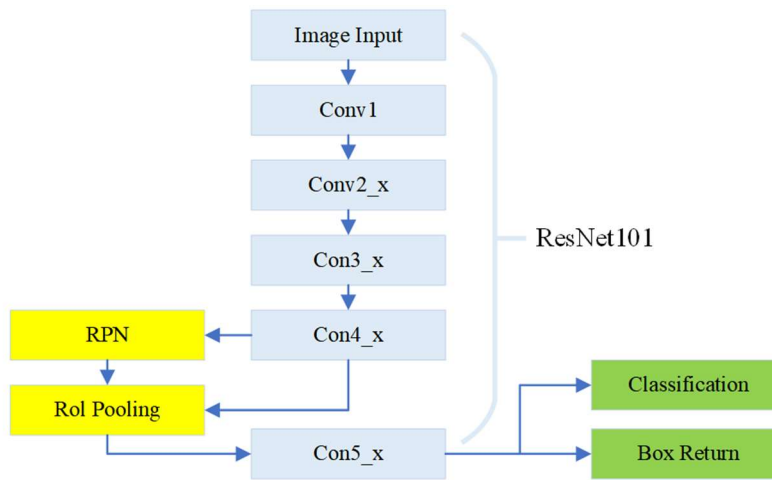 Image Input
Conv1
Conv2_x
Con3_x
ResNet101
Con4_x
RPN
RoI Pooling
Con5_x
Classification
Box Return